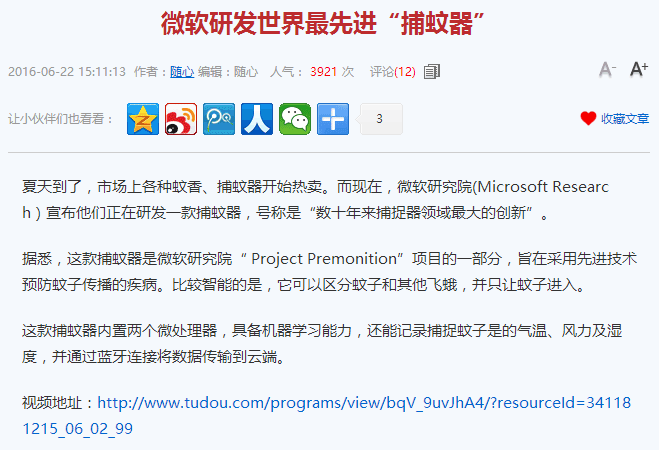 微软研发世界最先进“捕蚊器”
2016-06-22 15:11:13 作者：随心 编辑：随心 人气： 3921 次 评论(12) A- A+
让小伙伴们也看看： 3 收藏文章
夏天到了，市场上各种蚊香、捕蚊器开始热卖。而现在，微软研究院(Microsoft Researc
h）宣布他们正在研发一款捕蚊器，号称是“数十年来捕捉器领域最大的创新”。
据悉，这款捕蚊器是微软研究院“ Project Premonition”项目的一部分，旨在采用先进技术
预防蚊子传播的疾病。比较智能的是，它可以区分蚊子和其他飞蛾，并只让蚊子进入。
这款捕蚊器内置两个微处理器，具备机器学习能力，还能记录捕捉蚊子是的气温、风力及湿
度，并通过蓝牙连接将数据传输到云端。
视频地址：http://www.tudou.com/programs/view/bqV_9uvJhA4/?resourceId=34118
1215_06_02_99